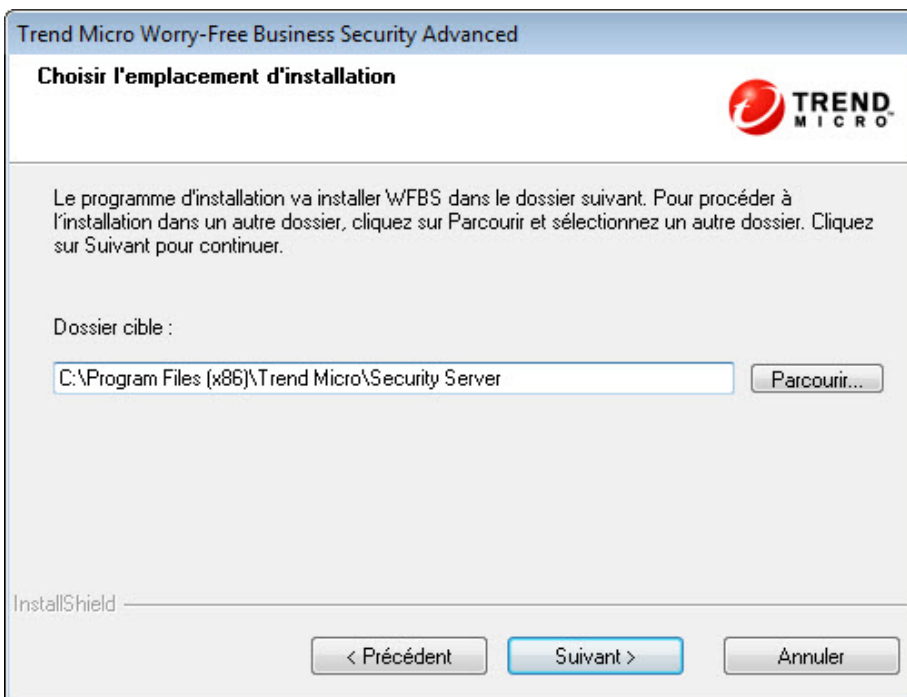 Trend Micro Worry-Free Business Security Advanced
Choisir l'emplacement d'installation
TREND
MICRO™
Le programme d'installation va installer WFBS dans le dossier suivant. Pour procéder à
l'installation dans un autre dossier, cliquez sur Parcourir et sélectionnez un autre dossier. Cliquez
sur Suivant pour continuer.
Dossier cible :
C:\Program Files (x86)\Trend Micro\Security Server
Parcourir...
InstallShield
< Précédent
Suivant >
Annuler